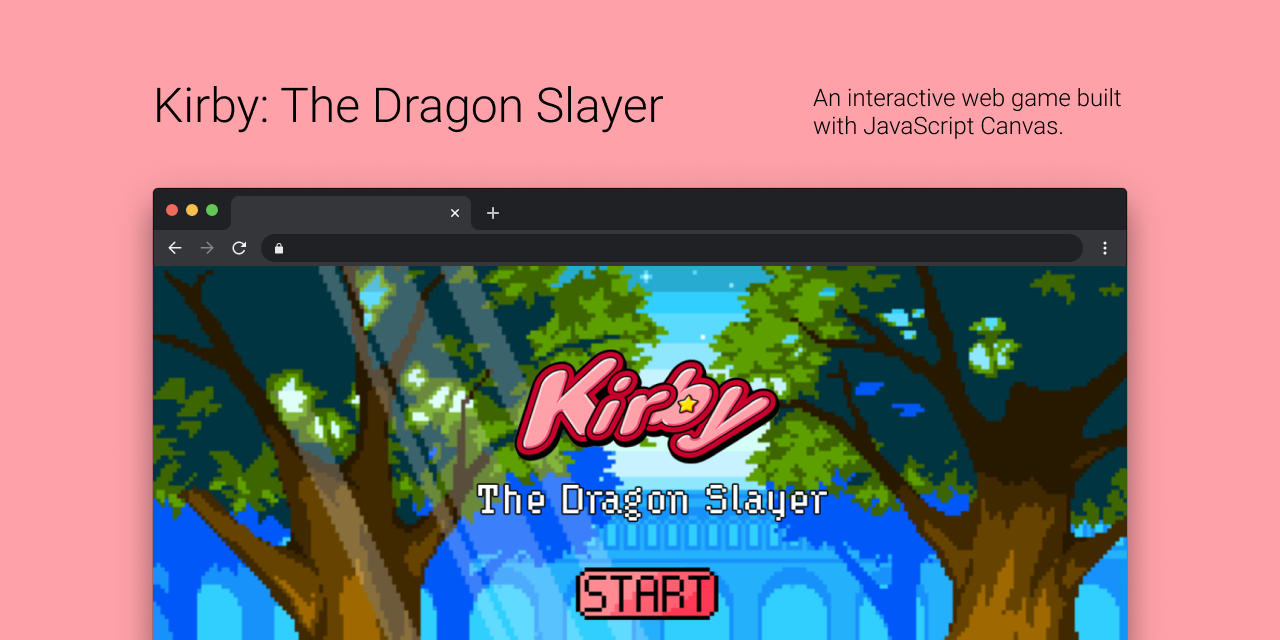 Kirby: The Dragon Slayer
An interactive web game built
with JavaScript Canvas.
Kirby
The Dragon Slayer
START